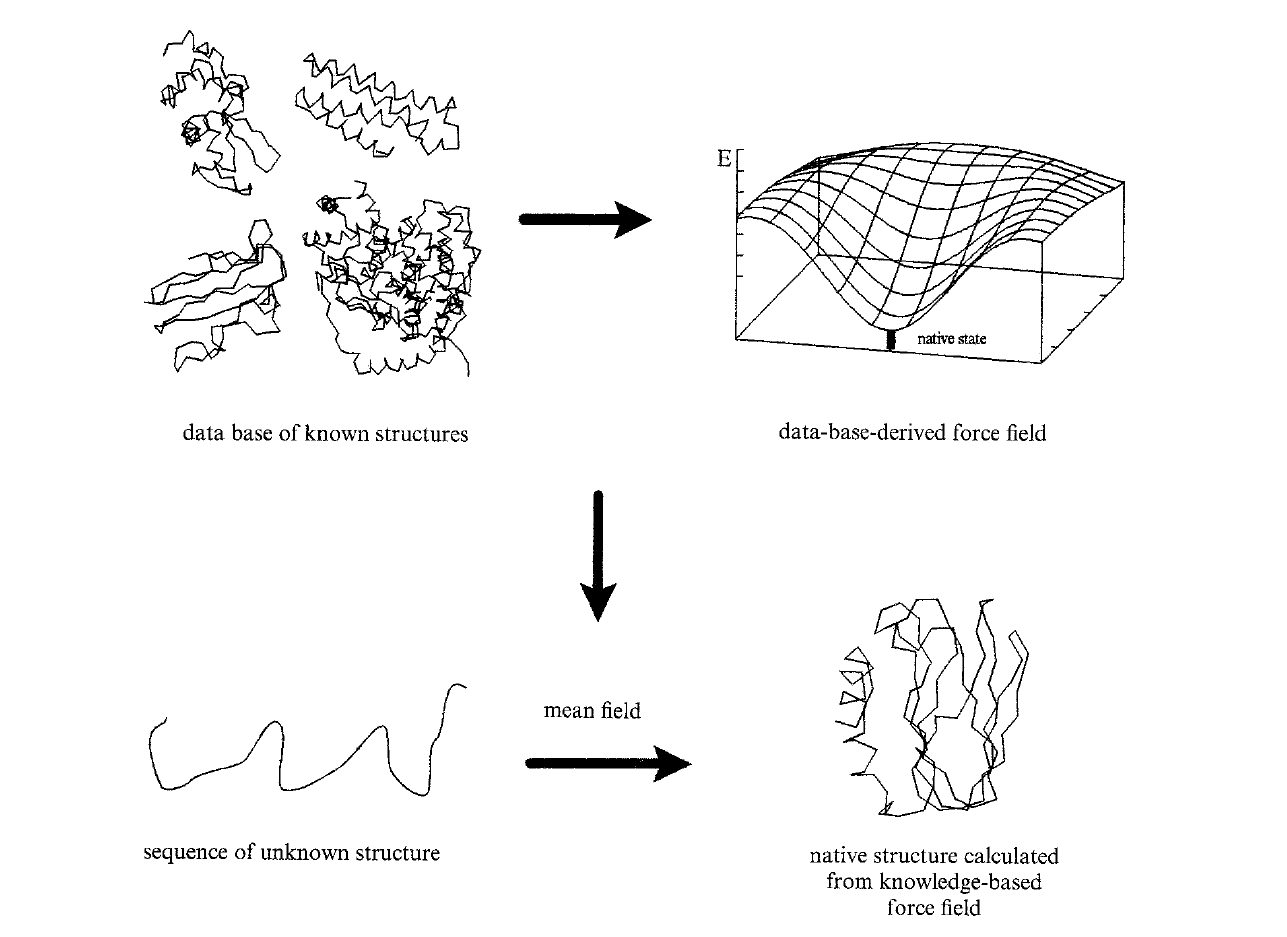 E
native state
data base of known structures
data-base-derived force field
mean field
sequence of unknown structure
native structure calculated
from knowledge-based
force field